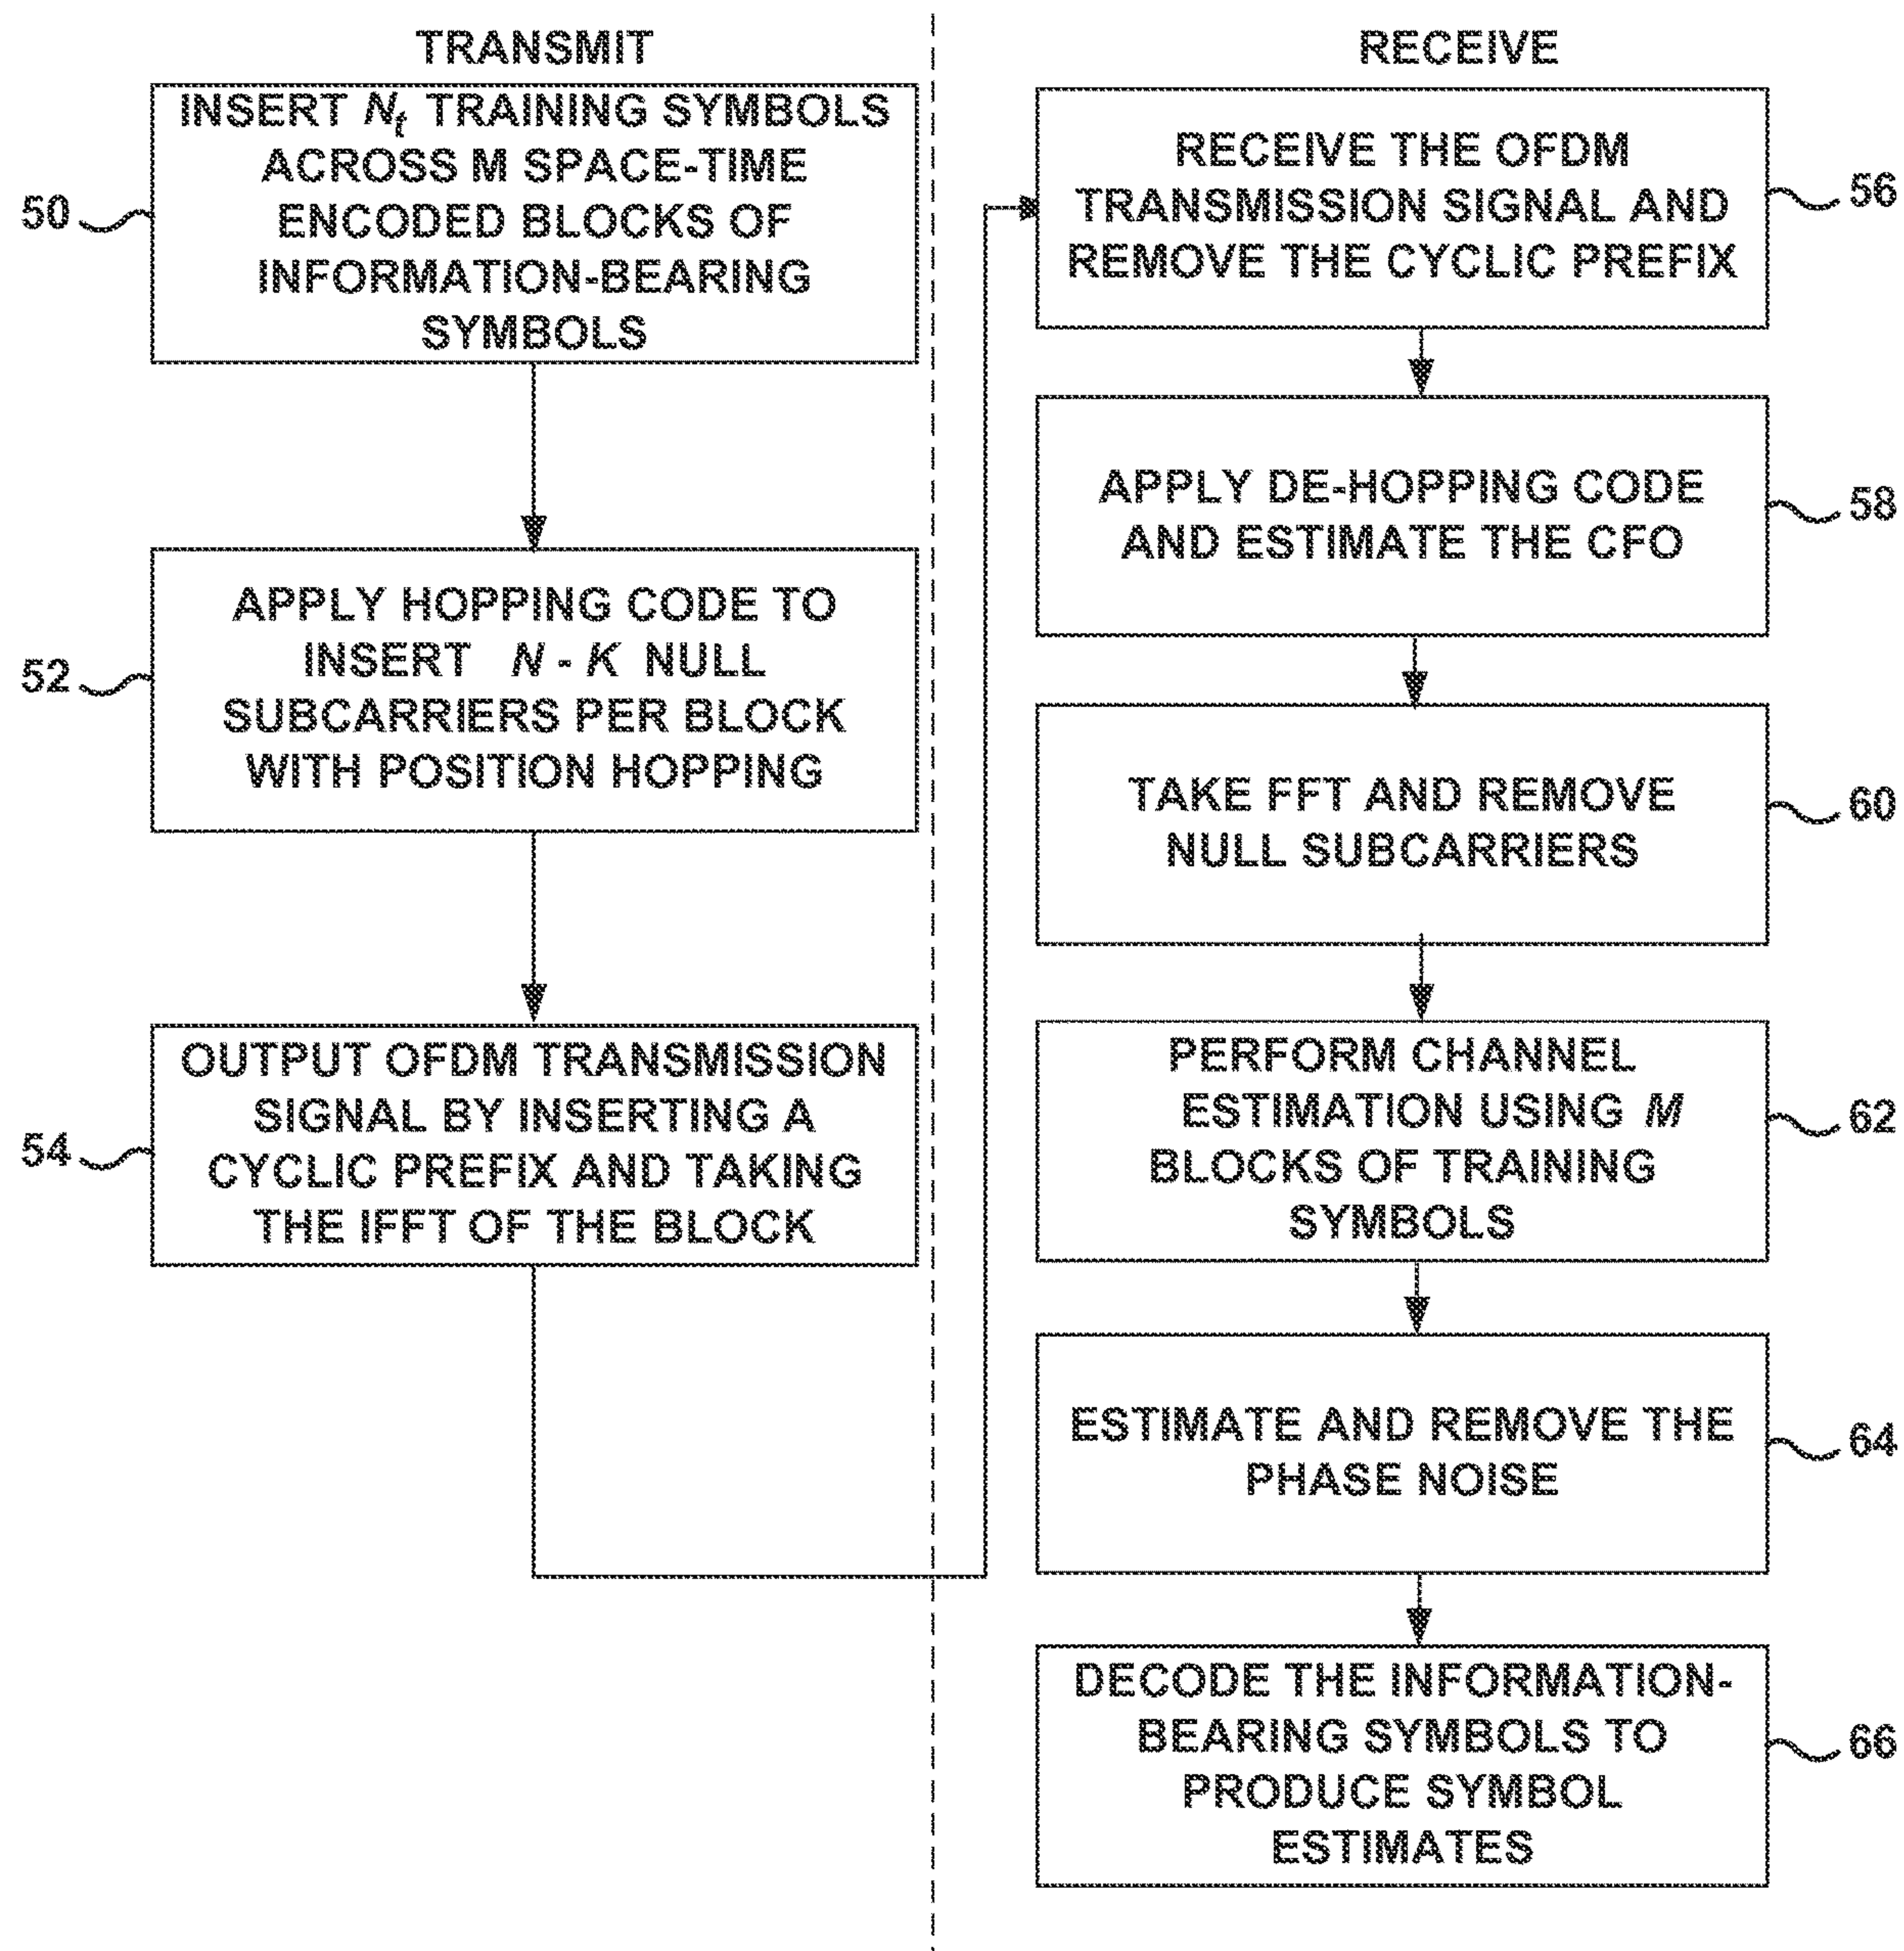 TRANSMIT
INSERT Nt TRAINING SYMBOLS
ACROSS M SPACE-TIME
ENCODED BLOCKS OF
INFORMATION-BEARING
SYMBOLS
50
APPLY HOPPING CODE TO
INSERT N - K NULL
SUBCARRIERS PER BLOCK
WITH POSITION HOPPING
52
OUTPUT OFDM TRANSMISSION
SIGNAL BY INSERTING A
CYCLIC PREFIX AND TAKING
THE IFFT OF THE BLOCK
54
RECEIVE
RECEIVE THE OFDM
TRANSMISSION SIGNAL AND
REMOVE THE CYCLIC PREFIX
56
APPLY DE-HOPPING CODE
AND ESTIMATE THE CFO
58
TAKE FFT AND REMOVE
NULL SUBCARRIERS
60
PERFORM CHANNEL
ESTIMATION USING M
BLOCKS OF TRAINING
SYMBOLS
62
ESTIMATE AND REMOVE THE
PHASE NOISE
64
DECODE THE INFORMATION-
BEARING SYMBOLS TO
PRODUCE SYMBOL
ESTIMATES
66